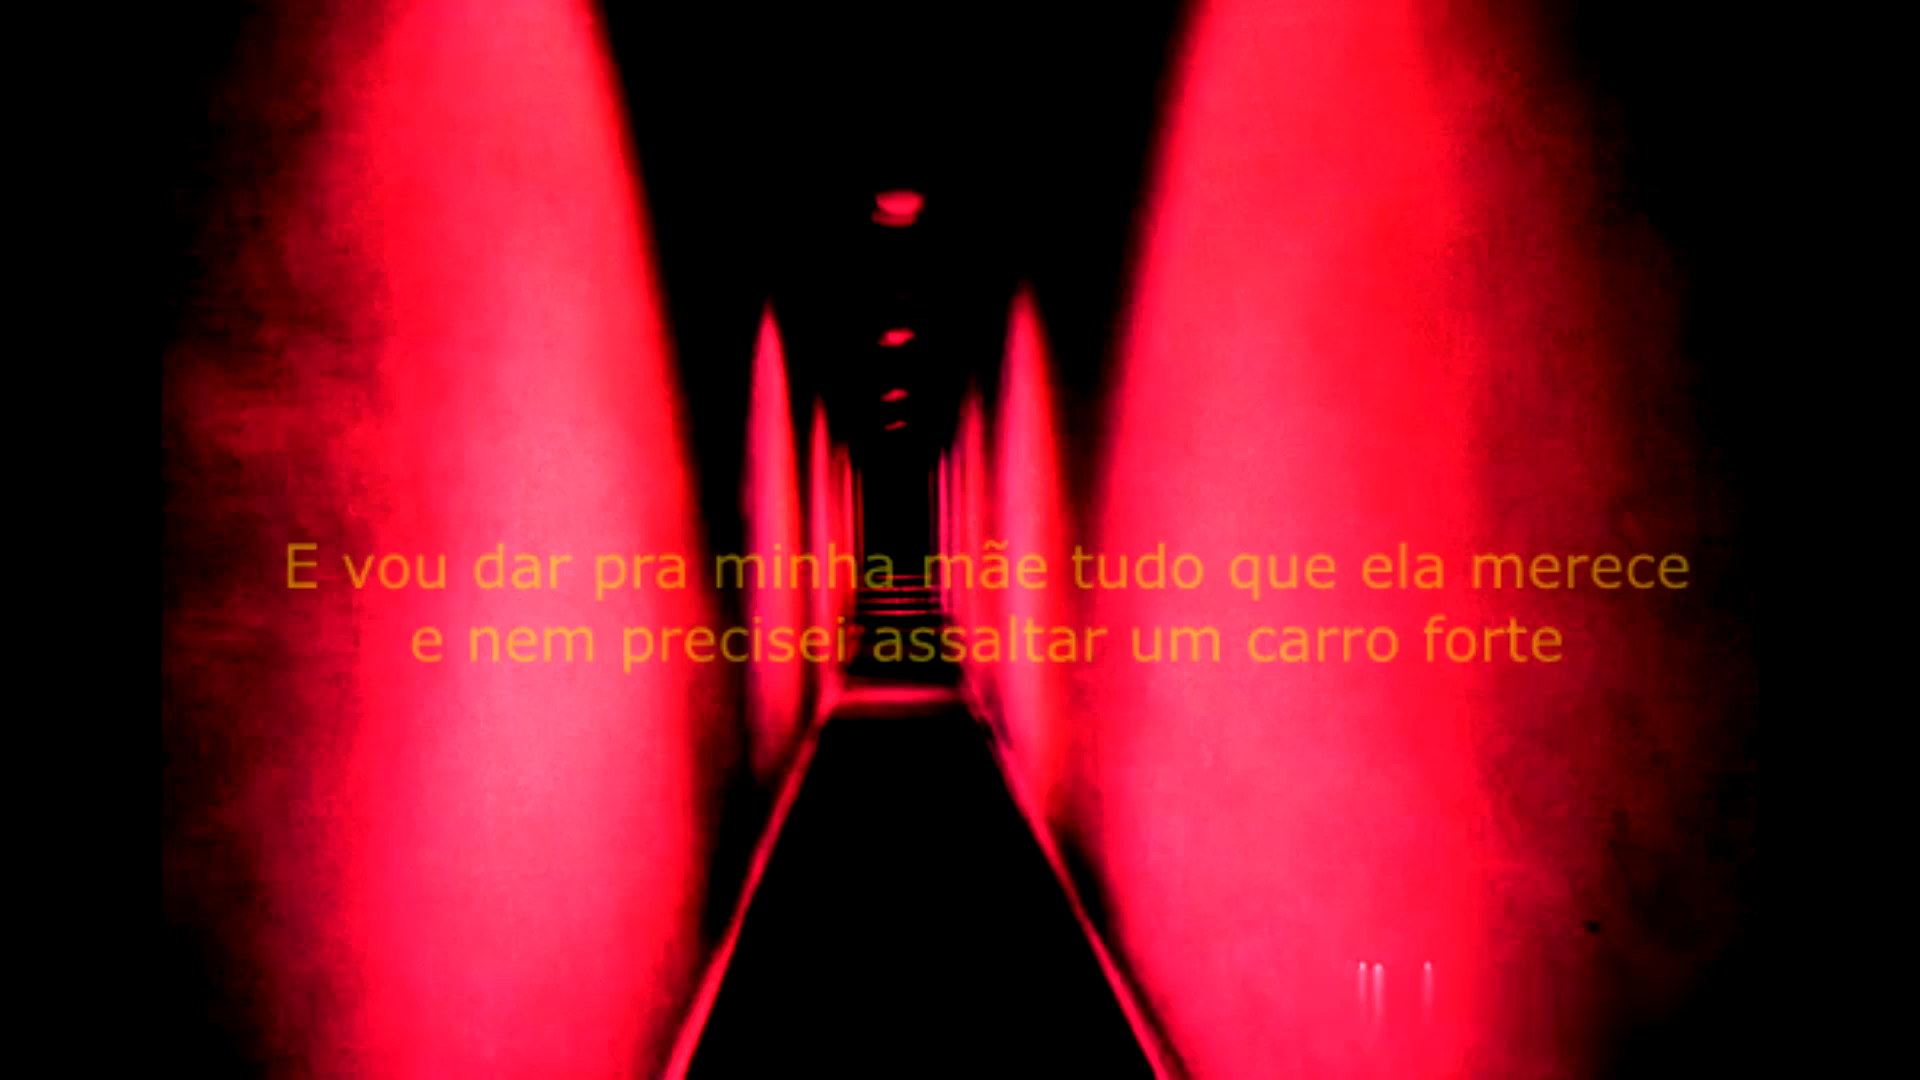 E vou dar pra minha mãe tudo que ela merece
e nem precisei assaltar um carro forte